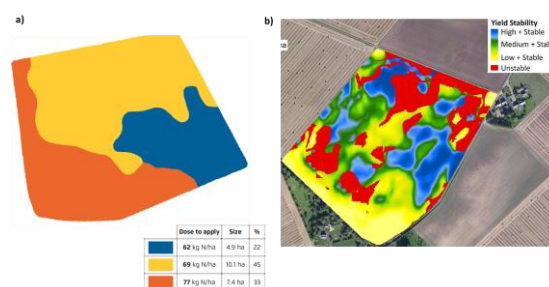 a)
Dose to apply Size %
62 kg N/ha 4.9 ha 22
69 kg N/ha 10.1 ha 45
77 kg N/ha 7.4 ha 33
b)
Yield Stability
High + Stable
Medium + Stab
Low + Stable
Unstable